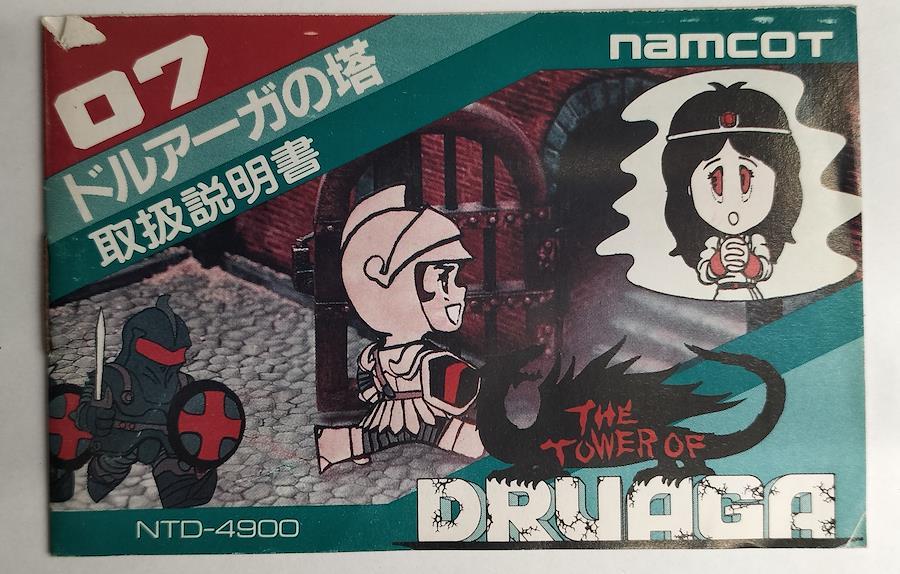 namcoT
07
ドルアーガの塔
取扱説明書
THE
TOWER OF
DRUAGA
NTD-4900